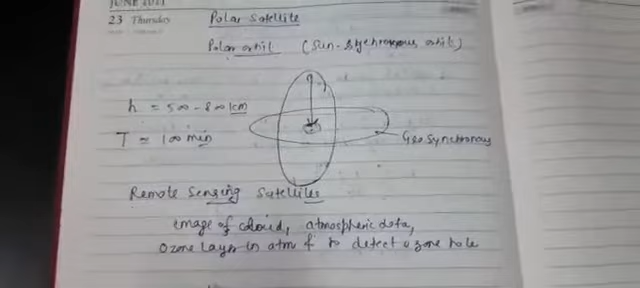 JUNE 2021
23 Thursday
Polar Satellite
Polar orbit (Sun-sychronous orbit)
h = 500 - 800 km
T = 100 min
Geo Synchronous
Remote Sensing Satellites
image of cloud, atmospheric data,
ozone layer in atm & to detect ozone hole